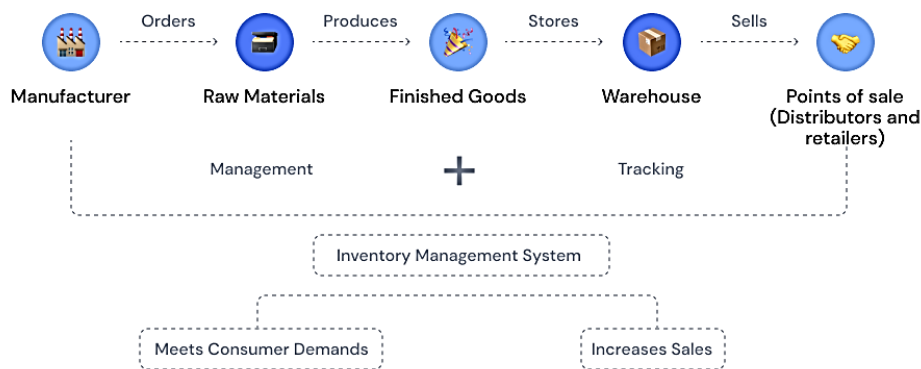 Orders
Produces
Stores
Sells
Manufacturer
Raw Materials
Finished Goods
Warehouse
Points of sale
(Distributors and
retailers)
Management
+
Tracking
Inventory Management System
Meets Consumer Demands
Increases Sales